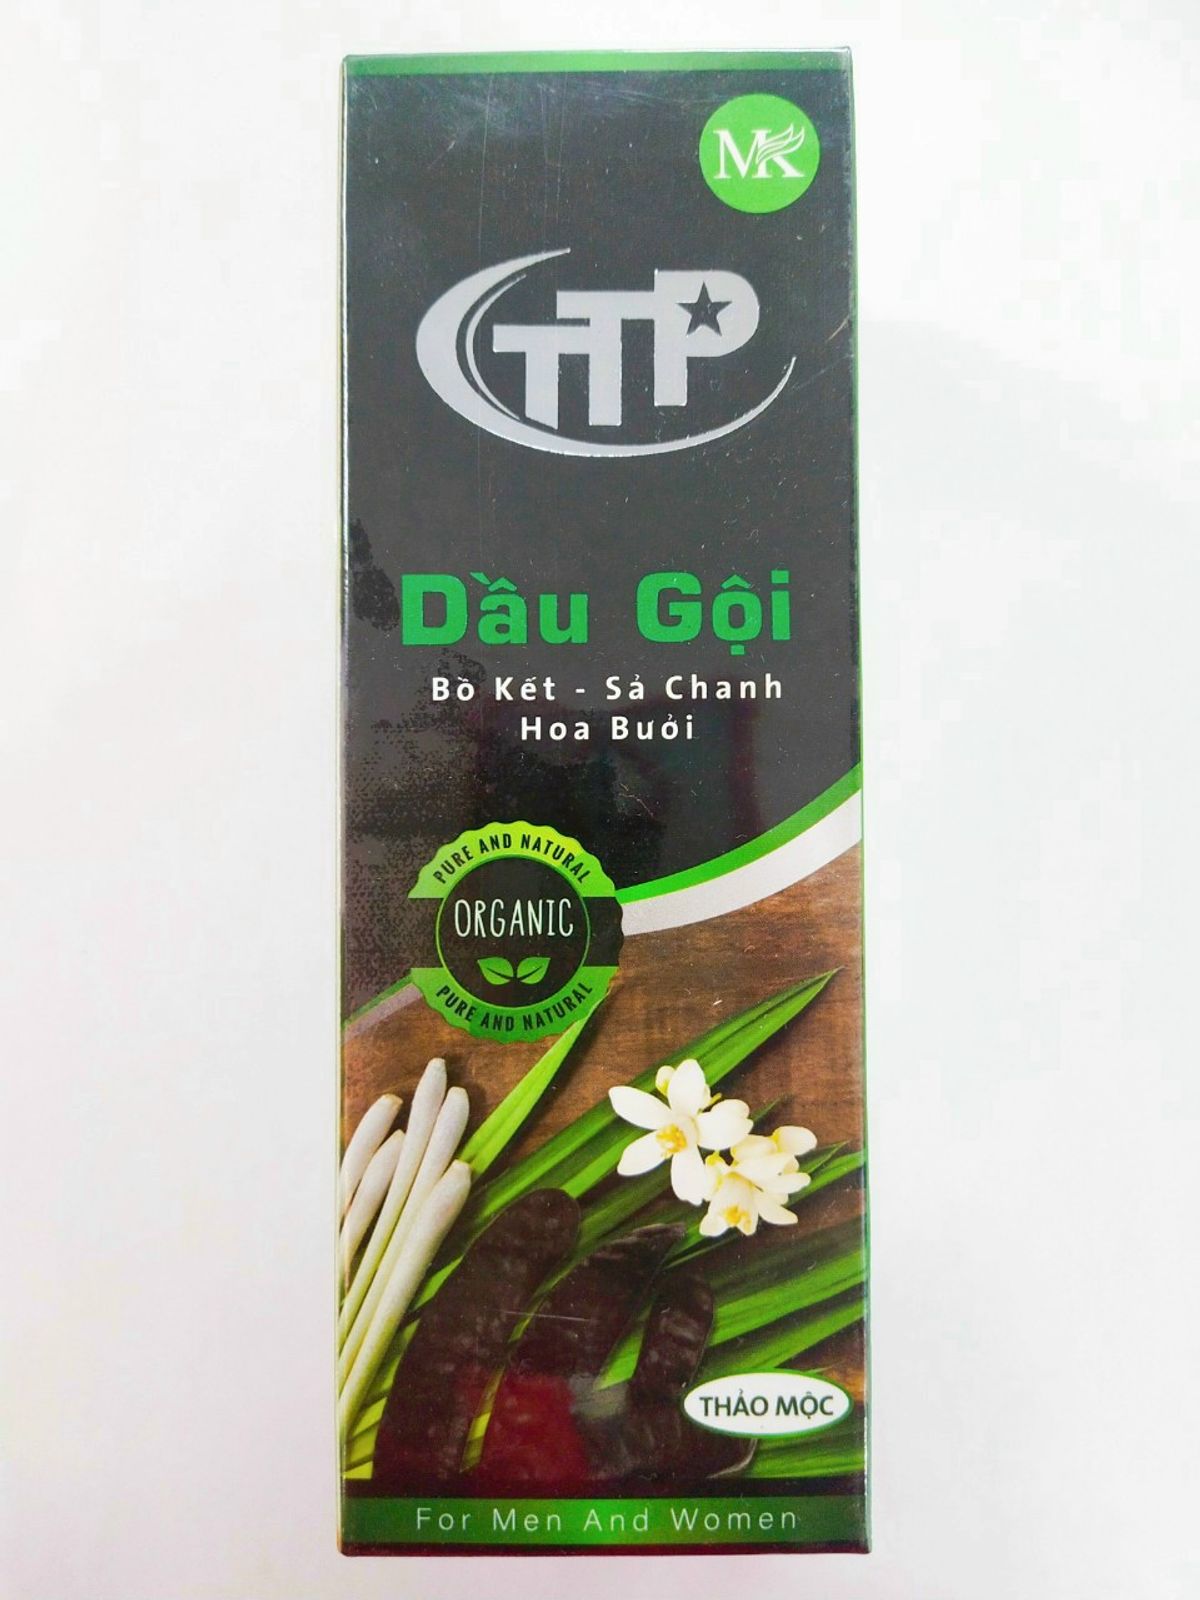 MK
TTP
Dầu Gội
Bồ Kết - Sả Chanh
Hoa Bưởi
PURE AND NATURAL
ORGANIC
PURE AND NATURAL
THẢO MỘC
For Men And Women